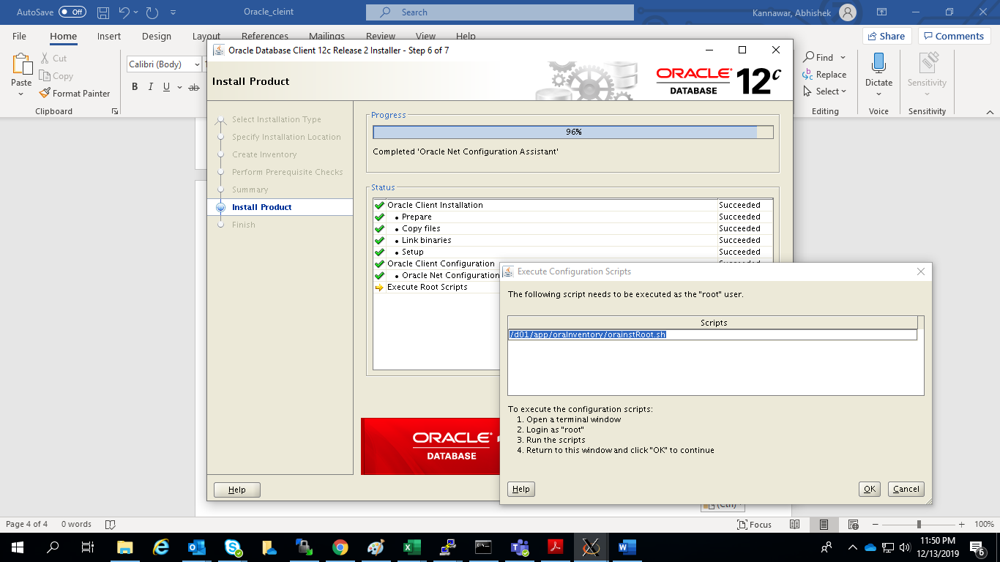 AutoSave Off
Oracle_cleint
Search
Kannawar, Abhishek
File Home Insert Design Layout References Mailings Review View Help
Share Comments
Paste
Cut
Copy
Format Painter
Clipboard
Calibri (Body)
B I U ab
Find
Replace
Select
Editing
Dictate
Voice
Sensitivity
Sensitivity
Oracle Database Client 12c Release 2 Installer - Step 6 of 7
Install Product
ORACLE
DATABASE
12c
Select Installation Type
Specify Installation Location
Create Inventory
Perform Prerequisite Checks
Summary
Install Product
Finish
Progress
96%
Completed 'Oracle Net Configuration Assistant'
Status
Oracle Client Installation Succeeded
• Prepare Succeeded
• Copy files Succeeded
• Link binaries Succeeded
• Setup Succeeded
Oracle Client Configuration
• Oracle Net Configuration
Execute Root Scripts
ORACLE
DATABASE
Help
Execute Configuration Scripts
The following script needs to be executed as the "root" user.
Scripts
/d01/app/oraInventory/orainstRoot.sh
To execute the configuration scripts:
1. Open a terminal window
2. Login as "root"
3. Run the scripts
4. Return to this window and click "OK" to continue
Help OK Cancel
(Ctrl)
Page 4 of 4 0 words
Focus
100%
11:50 PM
12/13/2019
6